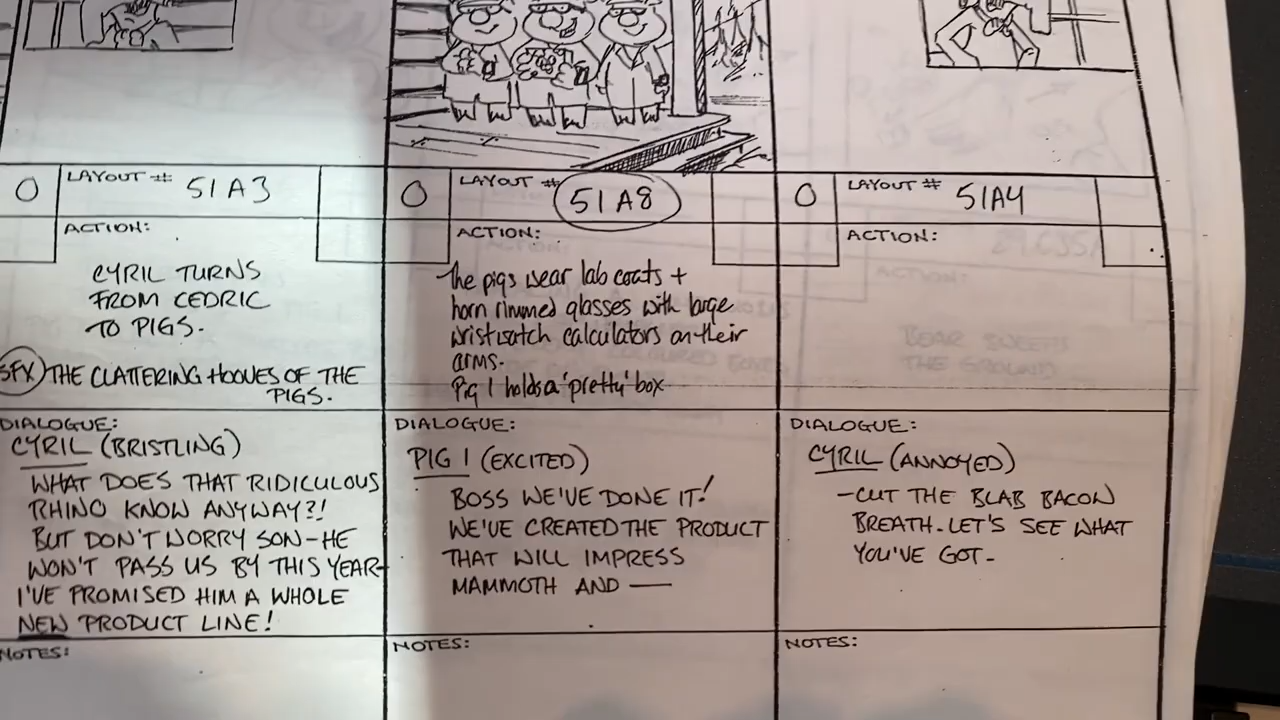 O
LAYOUT # 51A3
ACTION:
CYRIL TURNS
FROM CEDRIC
TO PIGS.
SFX THE CLATTERING HOOVES OF THE
PIGS.
DIALOGUE:
CYRIL (BRISTLING)
WHAT DOES THAT RIDICULOUS
RHINO KNOW ANYWAY?!
BUT DON'T WORRY SON-HE
WON'T PASS US BY THIS YEAR-
I'VE PROMISED HIM A WHOLE
NEW PRODUCT LINE!
NOTES:
O
LAYOUT # 51A8
ACTION:
The pigs wear lab coats +
horn rimmed glasses with large
wristwatch calculators on their
arms.
Pig 1 holds a 'pretty' box
DIALOGUE:
PIG 1 (EXCITED)
BOSS WE'VE DONE IT!
WE'VE CREATED THE PRODUCT
THAT WILL IMPRESS
MAMMOTH AND —
NOTES:
O
LAYOUT # 51A4
ACTION:
BEAR SWEEPS
THE GROUND
DIALOGUE:
CYRIL (ANNOYED)
-CUT THE BLAB BACON
BREATH-LET'S SEE WHAT
YOU'VE GOT-
NOTES: